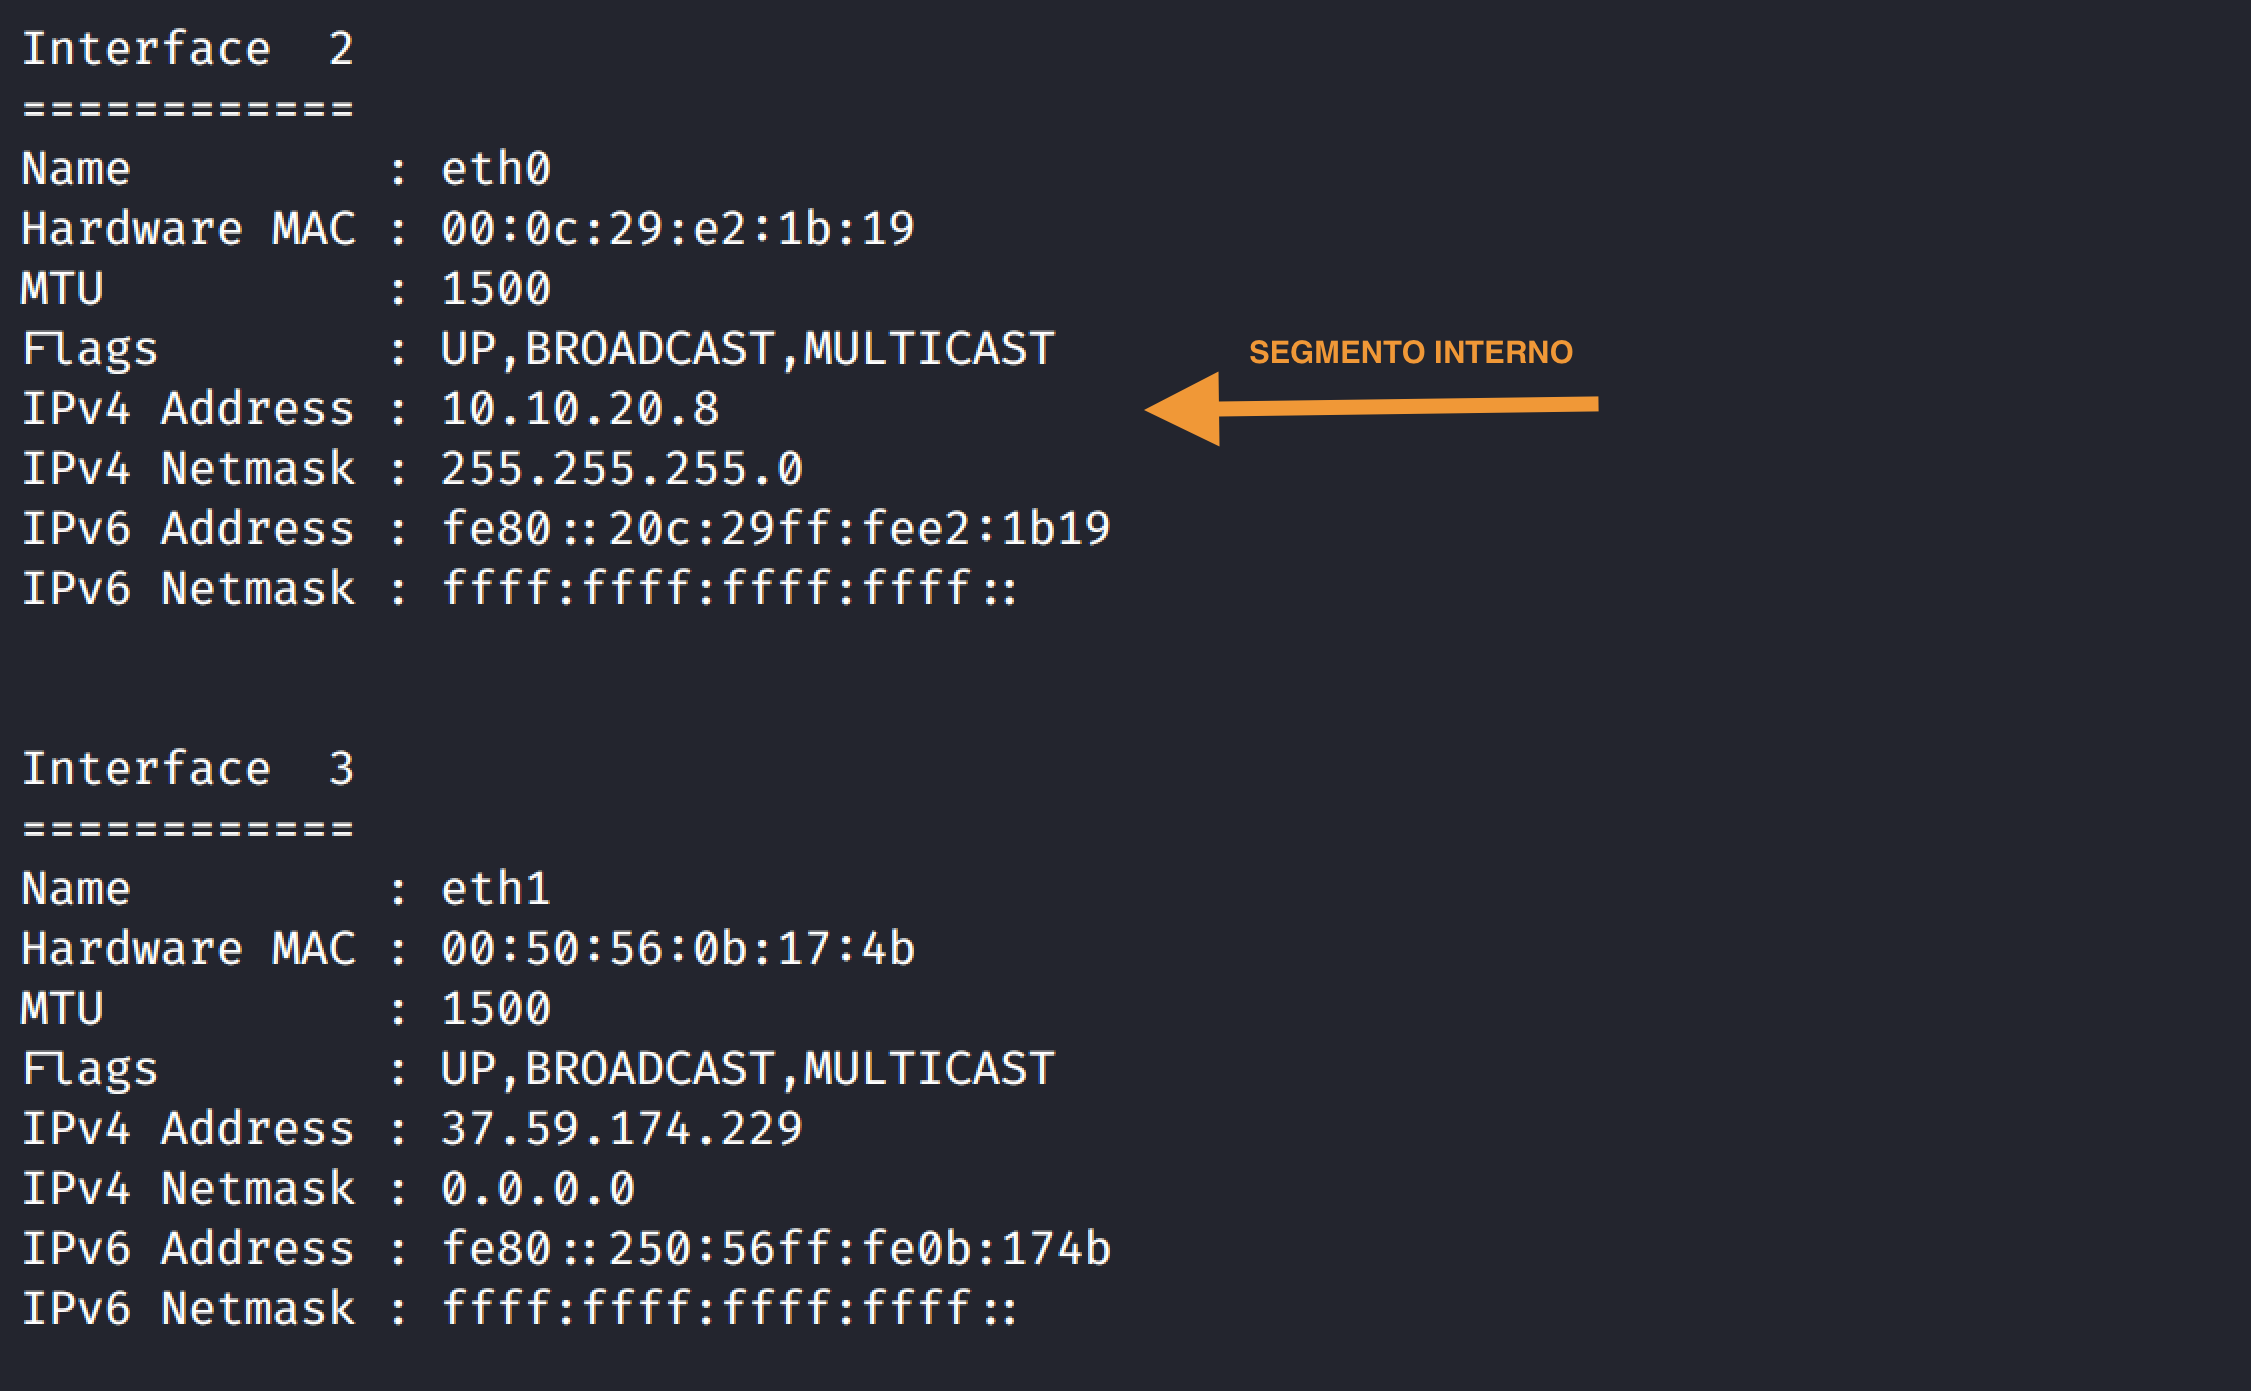 Interface  2
============
Name         : eth0
Hardware MAC : 00:0c:29:e2:1b:19
MTU          : 1500
Flags        : UP,BROADCAST,MULTICAST
SEGMENTO INTERNO
IPv4 Address : 10.10.20.8
IPv4 Netmask : 255.255.255.0
IPv6 Address : fe80::20c:29ff:fee2:1b19
IPv6 Netmask : ffff:ffff:ffff:ffff::
Interface  3
============
Name         : eth1
Hardware MAC : 00:50:56:0b:17:4b
MTU          : 1500
Flags        : UP,BROADCAST,MULTICAST
IPv4 Address : 37.59.174.229
IPv4 Netmask : 0.0.0.0
IPv6 Address : fe80::250:56ff:fe0b:174b
IPv6 Netmask : ffff:ffff:ffff:ffff::